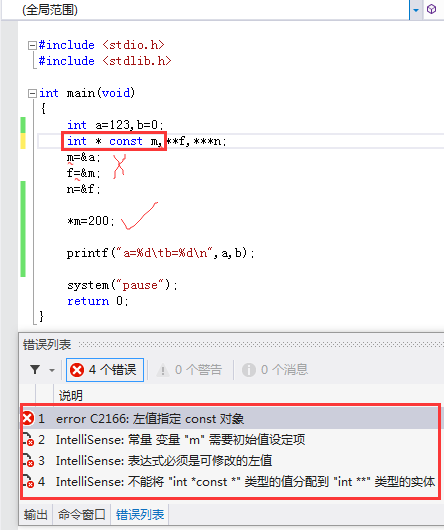 (全局范围)
#include <stdio.h>
#include <stdlib.h>
int main(void)
{
int a=123,b=0;
int * const m,**f,***n;
m=&a;
f=&m;
n=&f;
*m=200;
printf("a=%d\tb=%d\n",a,b);
system("pause");
return 0;
}
错误列表
4 个错误 0 个警告 0 个消息
说明
1 error C2166: 左值指定 const 对象
2 IntelliSense: 常量 变量 "m" 需要初始值设定项
3 IntelliSense: 表达式必须是可修改的左值
4 IntelliSense: 不能将 "int *const *" 类型的值分配到 "int **" 类型的实体
输出 命令窗口 错误列表